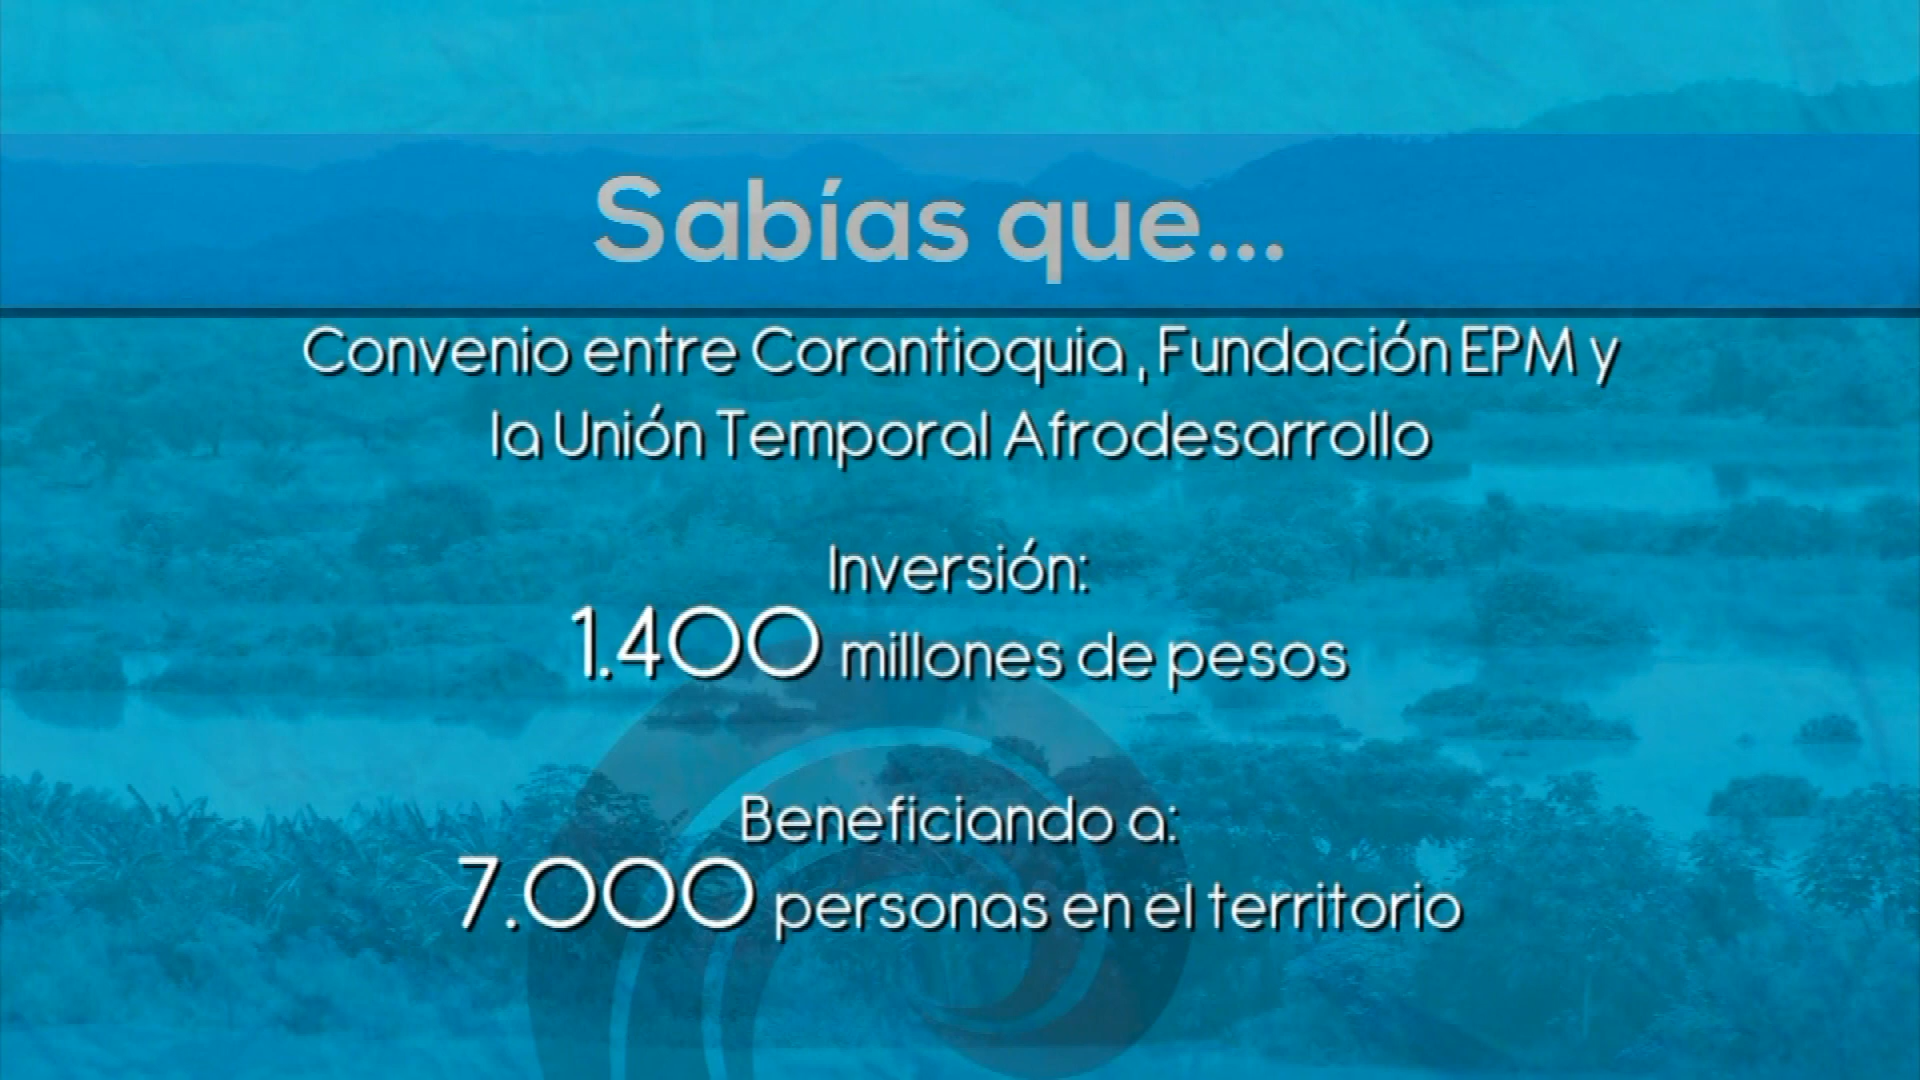 Sabías que...
Convenio entre Corantioquia , Fundación EPM y
la Unión Temporal Afrodesarrollo
Inversión:
1.400 millones de pesos
Beneficiando a:
7.000 personas en el territorio